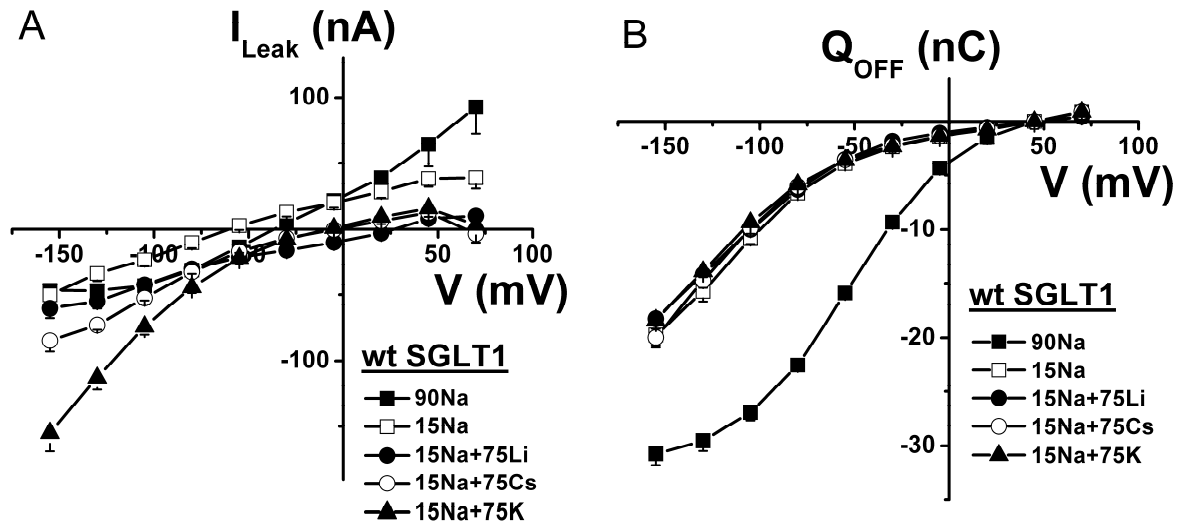 A
I Leak (nA)
100
-150
-100
-50
50
100
V (mV)
-100
wt SGLT1
90Na
15Na
15Na+75Li
15Na+75Cs
15Na+75K
B
Q OFF (nC)
-150
-100
-50
50
100
V (mV)
-10
-20
-30
wt SGLT1
90Na
15Na
15Na+75Li
15Na+75Cs
15Na+75K